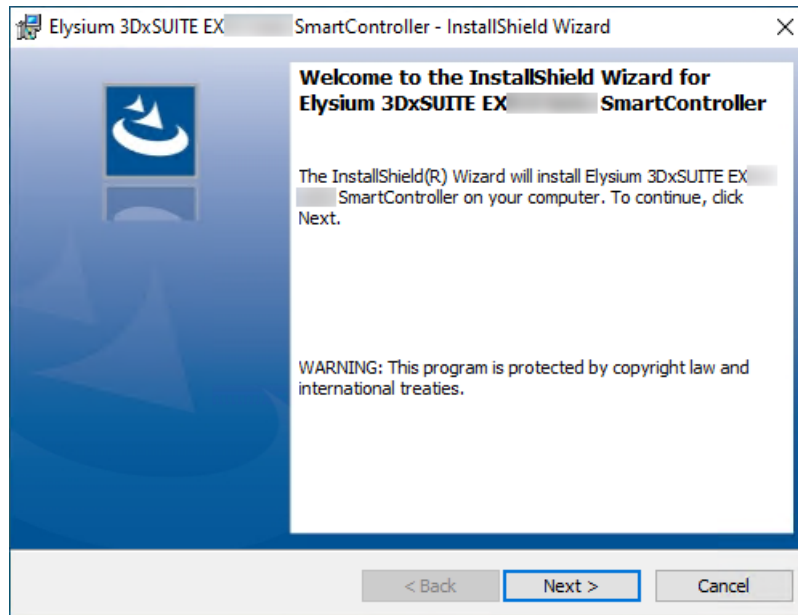 Elysium 3DxSUITE EX SmartController - InstallShield Wizard
Welcome to the InstallShield Wizard for
Elysium 3DxSUITE EX SmartController
The InstallShield(R) Wizard will install Elysium 3DxSUITE EX
SmartController on your computer. To continue, click
Next.
WARNING: This program is protected by copyright law and
international treaties.
< Back Next > Cancel